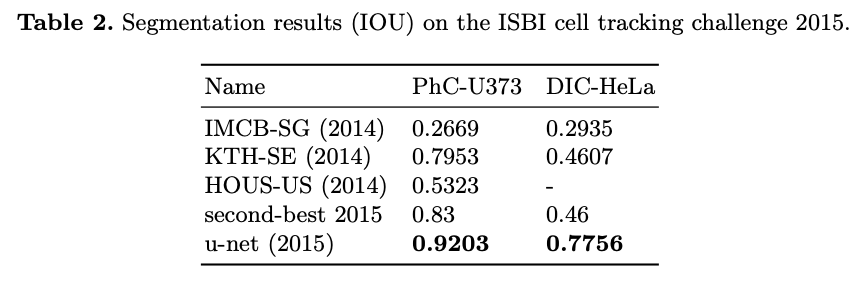 Table 2. Segmentation results (IOU) on the ISBI cell tracking challenge 2015.
Name PhC-U373 DIC-HeLa
IMCB-SG (2014) 0.2669 0.2935
KTH-SE (2014) 0.7953 0.4607
HOUS-US (2014) 0.5323 -
second-best 2015 0.83 0.46
u-net (2015) 0.9203 0.7756